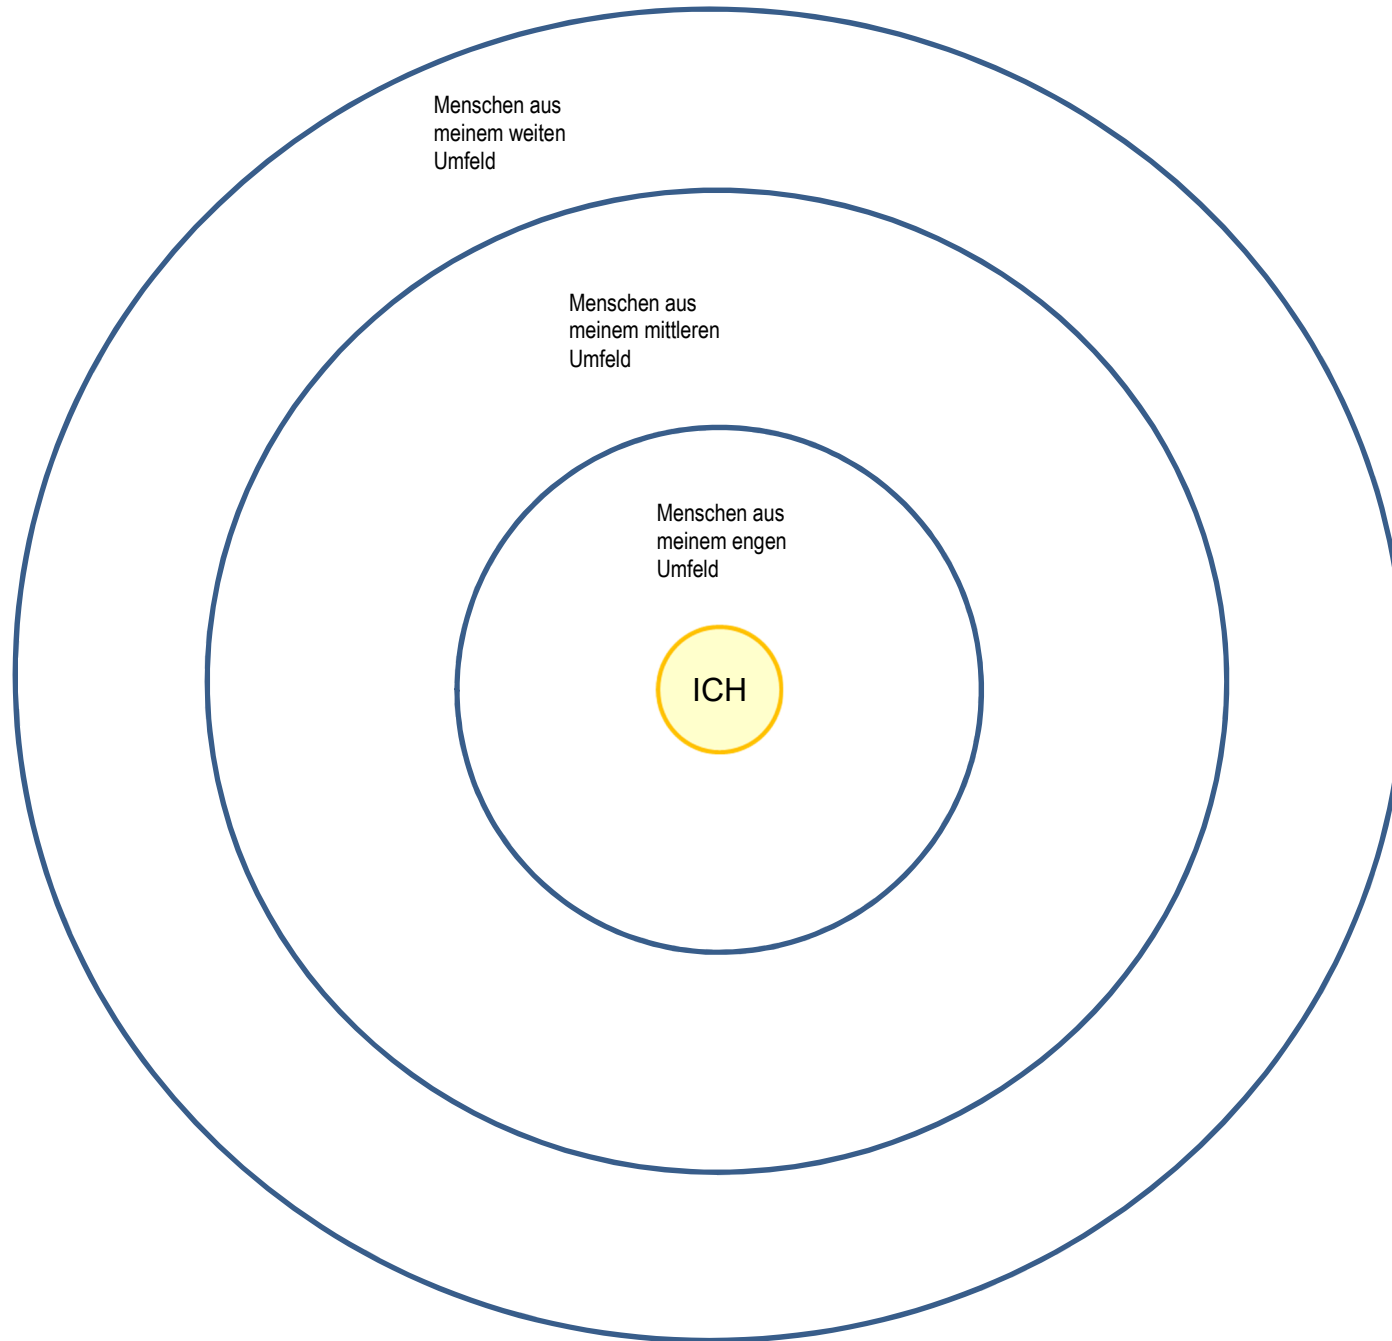 Menschen aus
meinem weiten
Umfeld
Menschen aus
meinem mittleren
Umfeld
Menschen aus
meinem engen
Umfeld
ICH